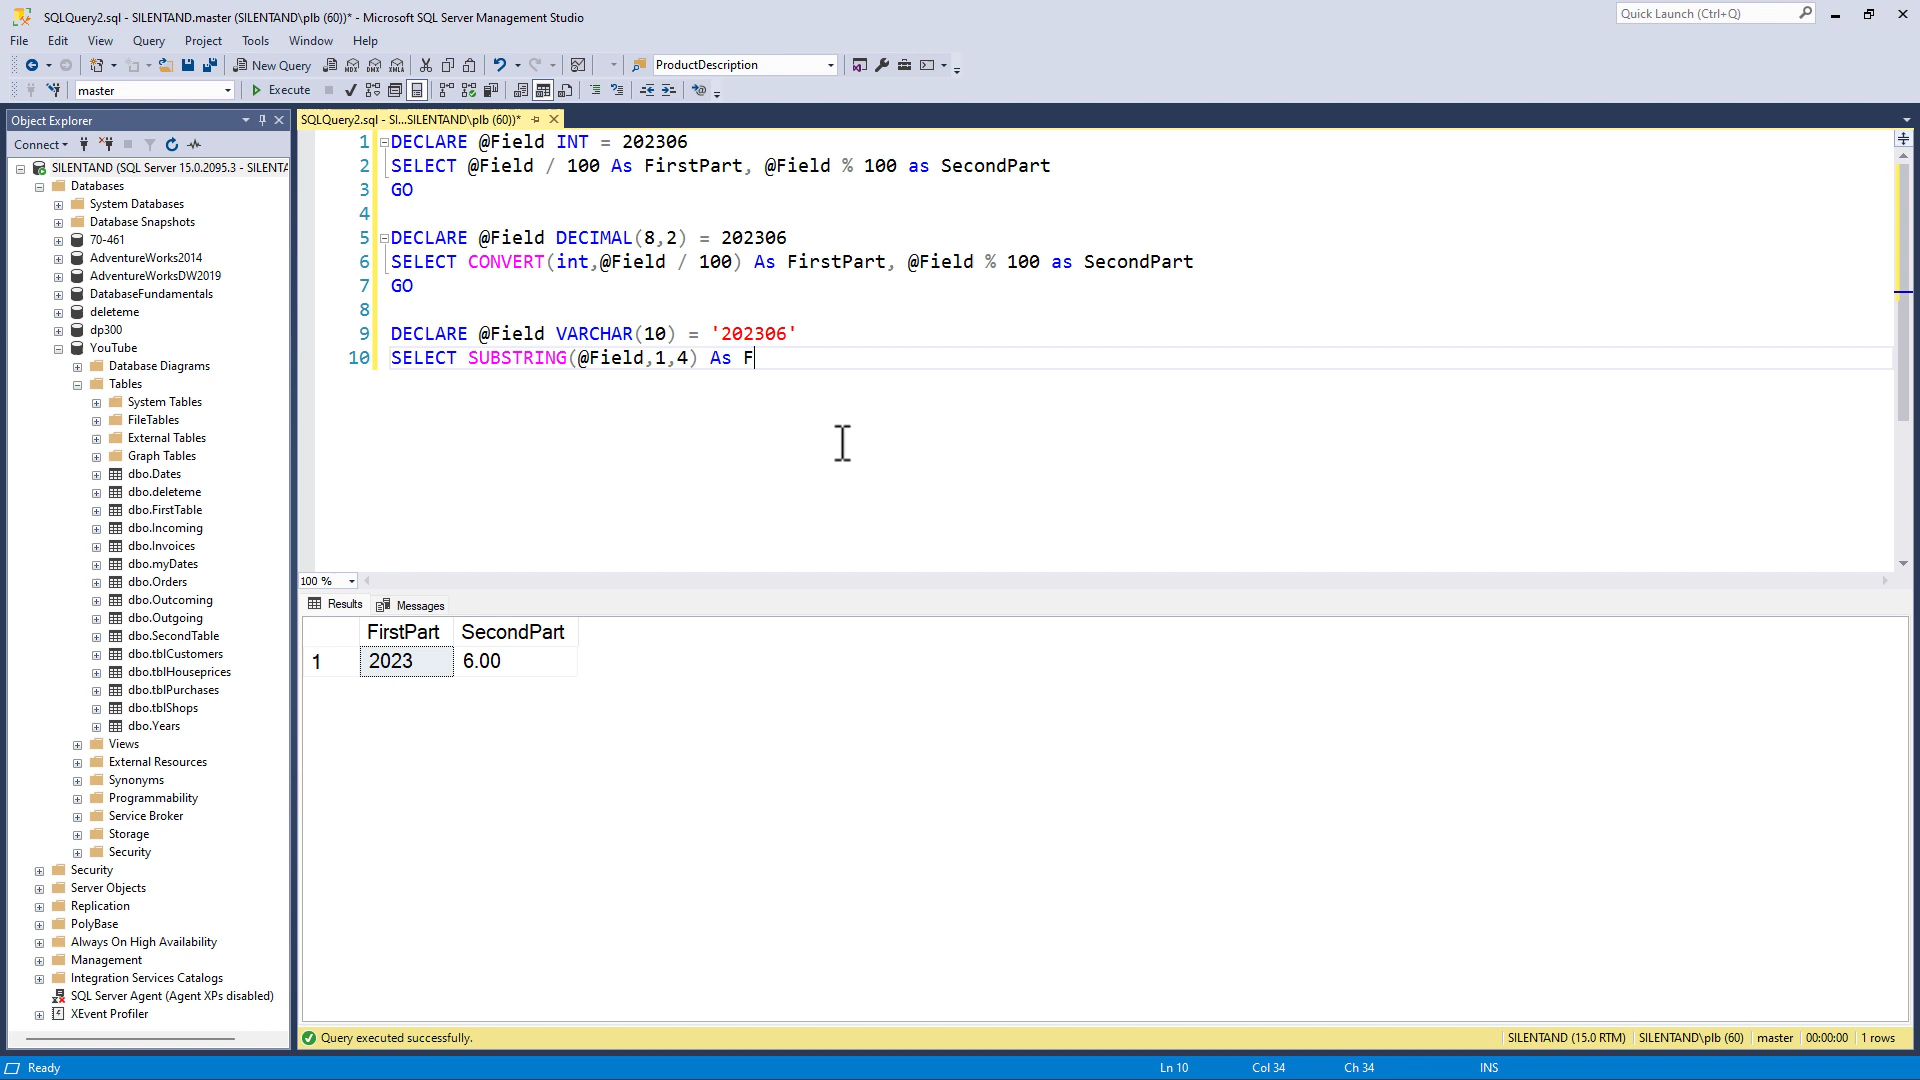 SQLQuery2.sql - SILENTAND.master (SILENTAND\plb (60))* - Microsoft SQL Server Management Studio
Quick Launch (Ctrl+Q)
File Edit View Query Project Tools Window Help
New Query MDX DMX XMLA ProductDescription
master Execute
Object Explorer
SQLQuery2.sql - SI...SILENTAND\plb (60))*
Connect
SILENTAND (SQL Server 15.0.2095.3 - SILENTA
Databases
System Databases
Database Snapshots
70-461
AdventureWorks2014
AdventureWorksDW2019
DatabaseFundamentals
deleteme
dp300
YouTube
Database Diagrams
Tables
System Tables
FileTables
External Tables
Graph Tables
dbo.Dates
dbo.deleteme
dbo.FirstTable
dbo.Incoming
dbo.Invoices
dbo.myDates
dbo.Orders
dbo.Outcoming
dbo.Outgoing
dbo.SecondTable
dbo.tblCustomers
dbo.tblHouseprices
dbo.tblPurchases
dbo.tblShops
dbo.Years
Views
External Resources
Synonyms
Programmability
Service Broker
Storage
Security
Security
Server Objects
Replication
PolyBase
Always On High Availability
Management
Integration Services Catalogs
SQL Server Agent (Agent XPs disabled)
XEvent Profiler
1 DECLARE @Field INT = 202306
2 SELECT @Field / 100 As FirstPart, @Field % 100 as SecondPart
3 GO
4
5 DECLARE @Field DECIMAL(8,2) = 202306
6 SELECT CONVERT(int,@Field / 100) As FirstPart, @Field % 100 as SecondPart
7 GO
8
9 DECLARE @Field VARCHAR(10) = '202306'
10 SELECT SUBSTRING(@Field,1,4) As F
100 %
Results Messages
FirstPart SecondPart
1 2023 6.00
Query executed successfully.
SILENTAND (15.0 RTM) SILENTAND\plb (60) master 00:00:00 1 rows
Ready Ln 10 Col 34 Ch 34 INS